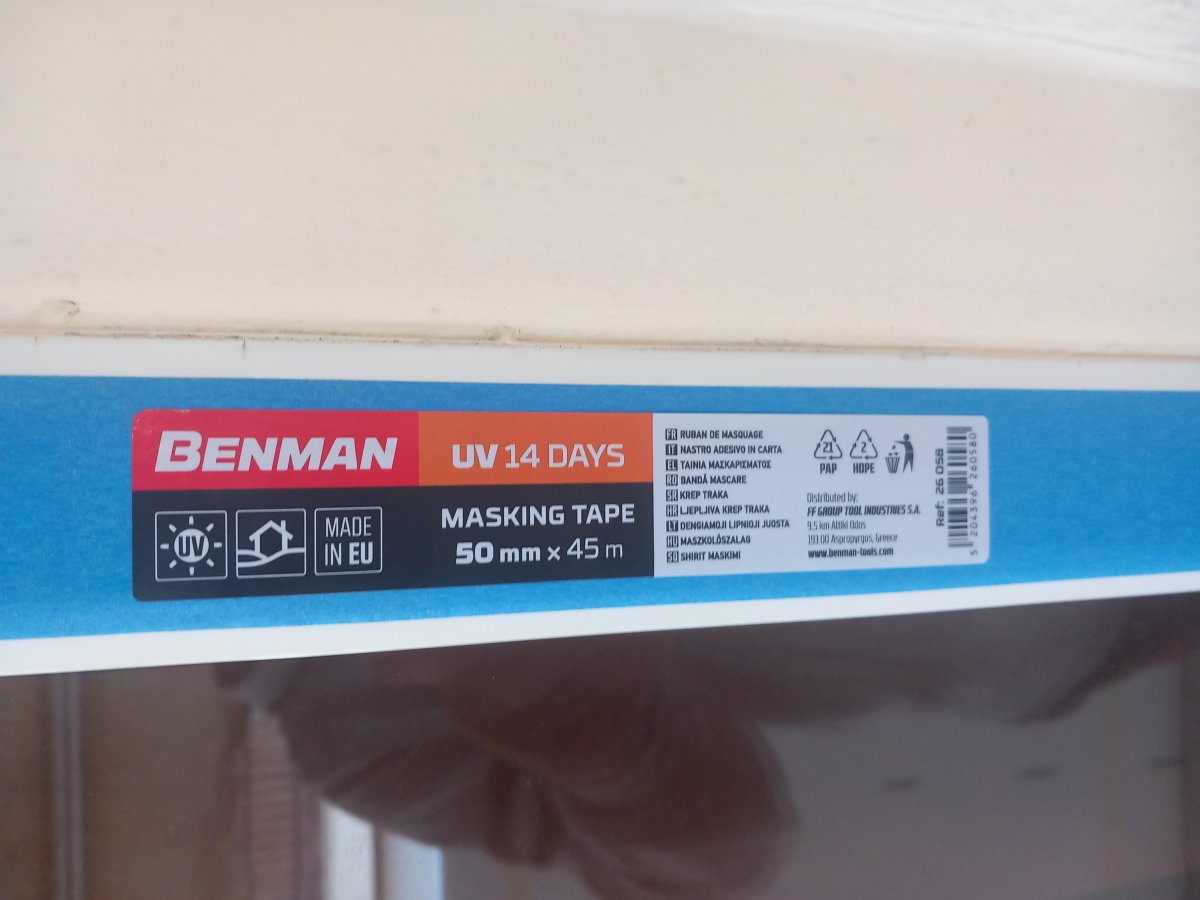 BENMAN
UV 14 DAYS
UV
MADE
IN EU
MASKING TAPE
50 mm x 45 m
FR RUBAN DE MASQUAGE
IT NASTRO ADESIVO IN CARTA
EL ΤΑΙΝΙΑ ΜΑΣΚΑΡΙΣΜΑΤΟΣ
RO BANDĂ MASCARE
SR KREP TRAKA
HR LJEPLJIVA KREP TRAKA
LT DENGIAMOJI LIPNIOJI JUOSTA
HU MASZKOLÓSZALAG
SQ SHIRIT MASKIMI
21
PAP
2
HDPE
Distributed by:
FF GROUP TOOL INDUSTRIES S.A.
9.5 km Attiki Odos
193 00 Aspropyrgos, Greece
www.benman-tools.com
Ref: 26 058
5 204396 260580